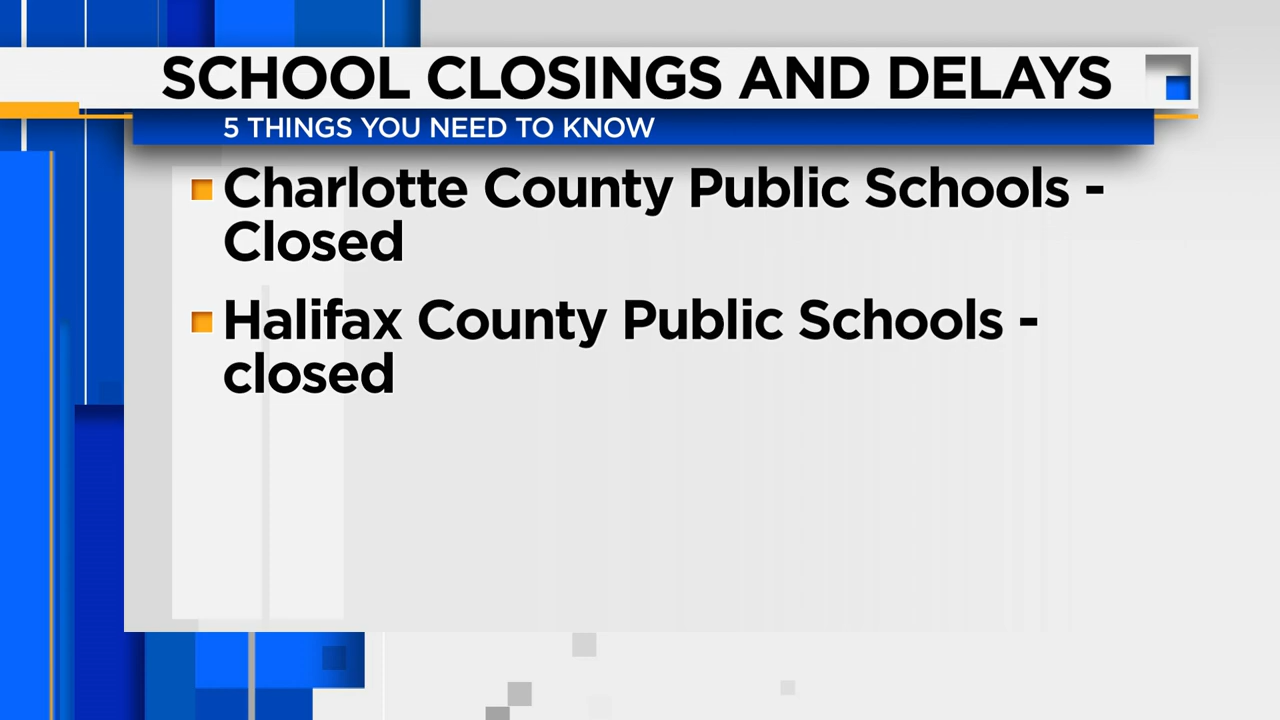 SCHOOL CLOSINGS AND DELAYS
5 THINGS YOU NEED TO KNOW
Charlotte County Public Schools -
Closed
Halifax County Public Schools -
closed